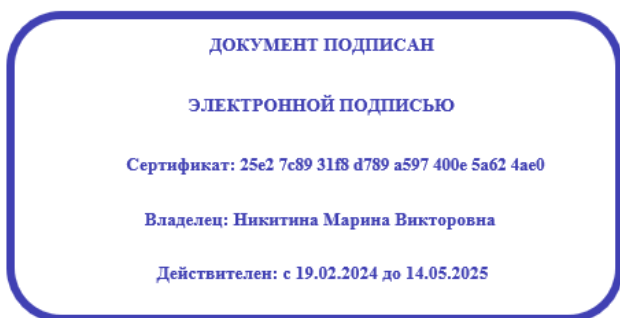 ДОКУМЕНТ ПОДПИСАН
ЭЛЕКТРОННОЙ ПОДПИСЬЮ
Сертификат: 25e2 7c89 31f8 d789 a597 400e 5a62 4ae0
Владелец: Никитина Марина Викторовна
Действителен: с 19.02.2024 до 14.05.2025